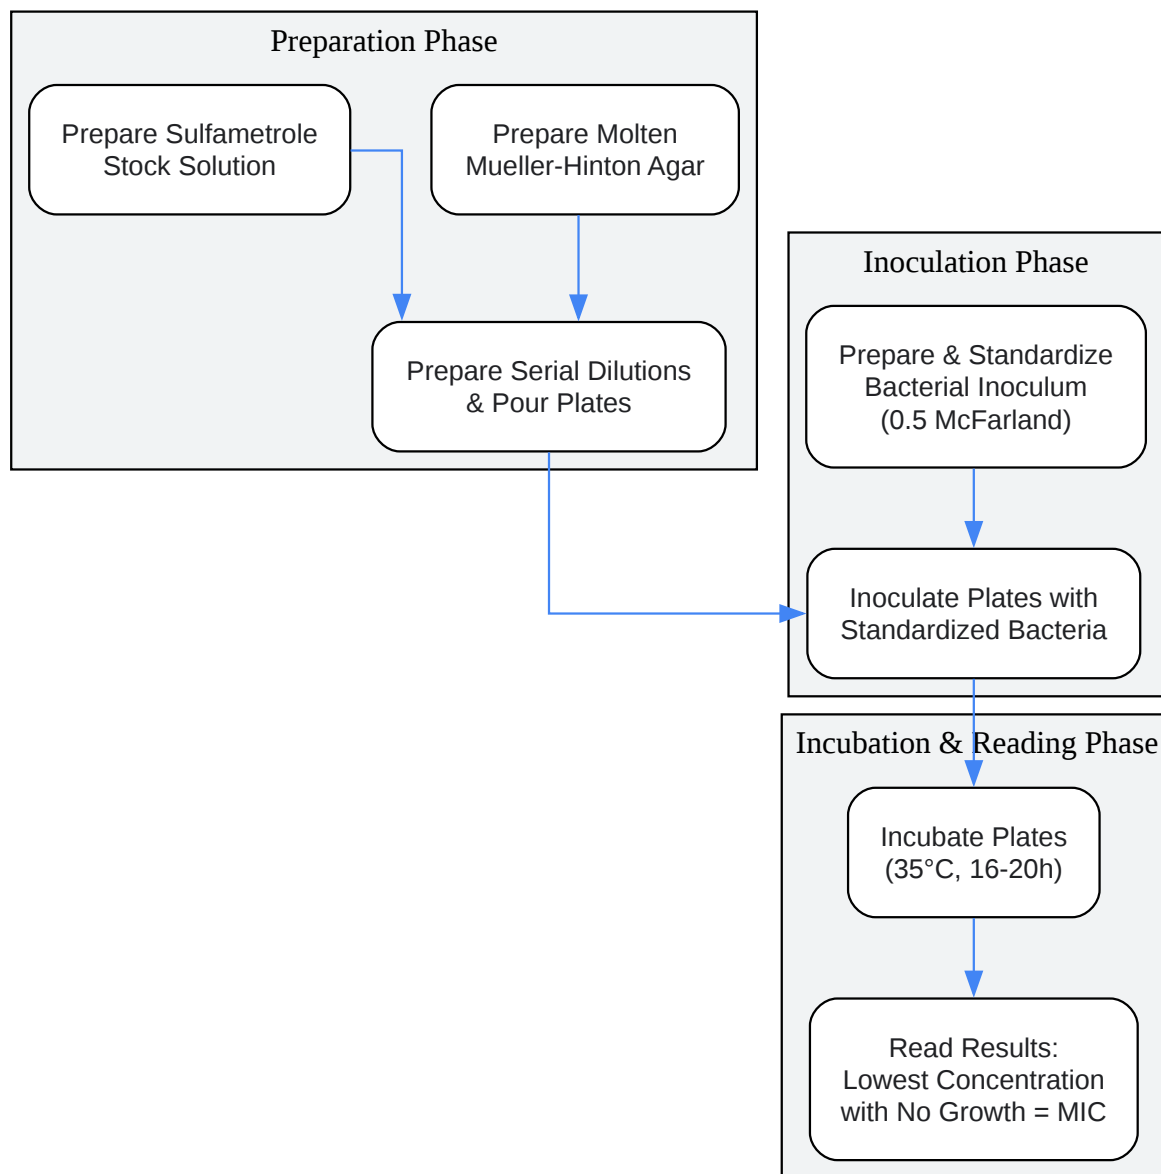 Preparation Phase
Prepare Sulfametrole
Stock Solution
Prepare Molten
Mueller-Hinton Agar
Prepare Serial Dilutions
& Pour Plates
Inoculation Phase
Prepare & Standardize
Bacterial Inoculum
(0.5 McFarland)
Inoculate Plates with
Standardized Bacteria
Incubation & Reading Phase
Incubate Plates
(35°C, 16-20h)
Read Results:
Lowest Concentration
with No Growth = MIC